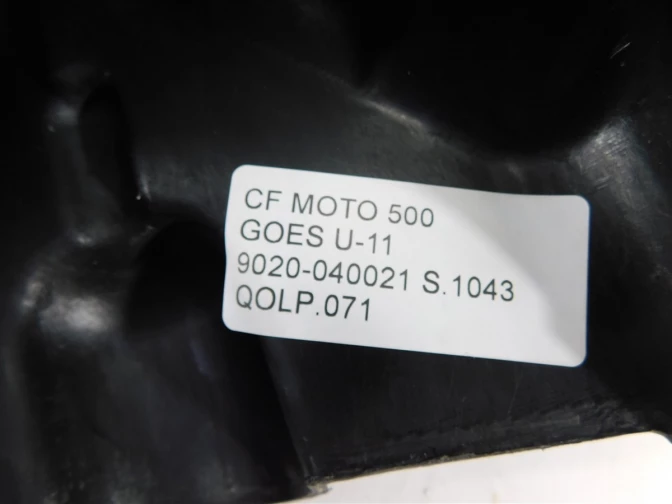 CF MOTO 500
GOES U-11
9020-040021 S.1043
QOLP.071